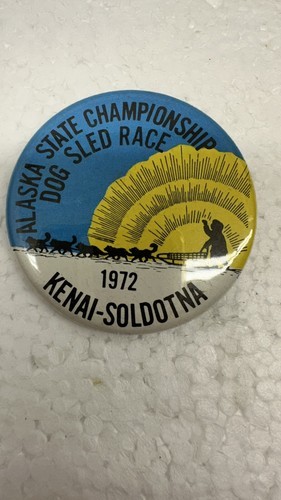 ALASKA STATE CHAMPIONSHIP
DOG SLED RACE
1972
KENAI-SOLDOTNA